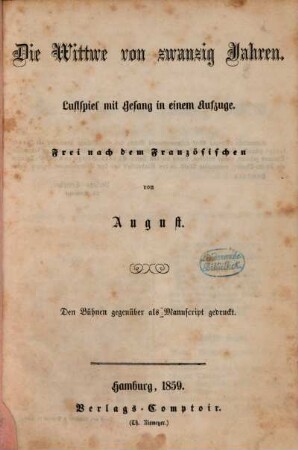 Die Wittwe von zwanzig Jahren.
Lustspiel mit Gesang in einem Aufzuge.
Frei nach dem Französischen
von
August.
Den Bühnen gegenüber als Manuscript gedruckt.
Hamburg, 1859.
Verlags-Comptoir.
(Th. Niemeyer.)